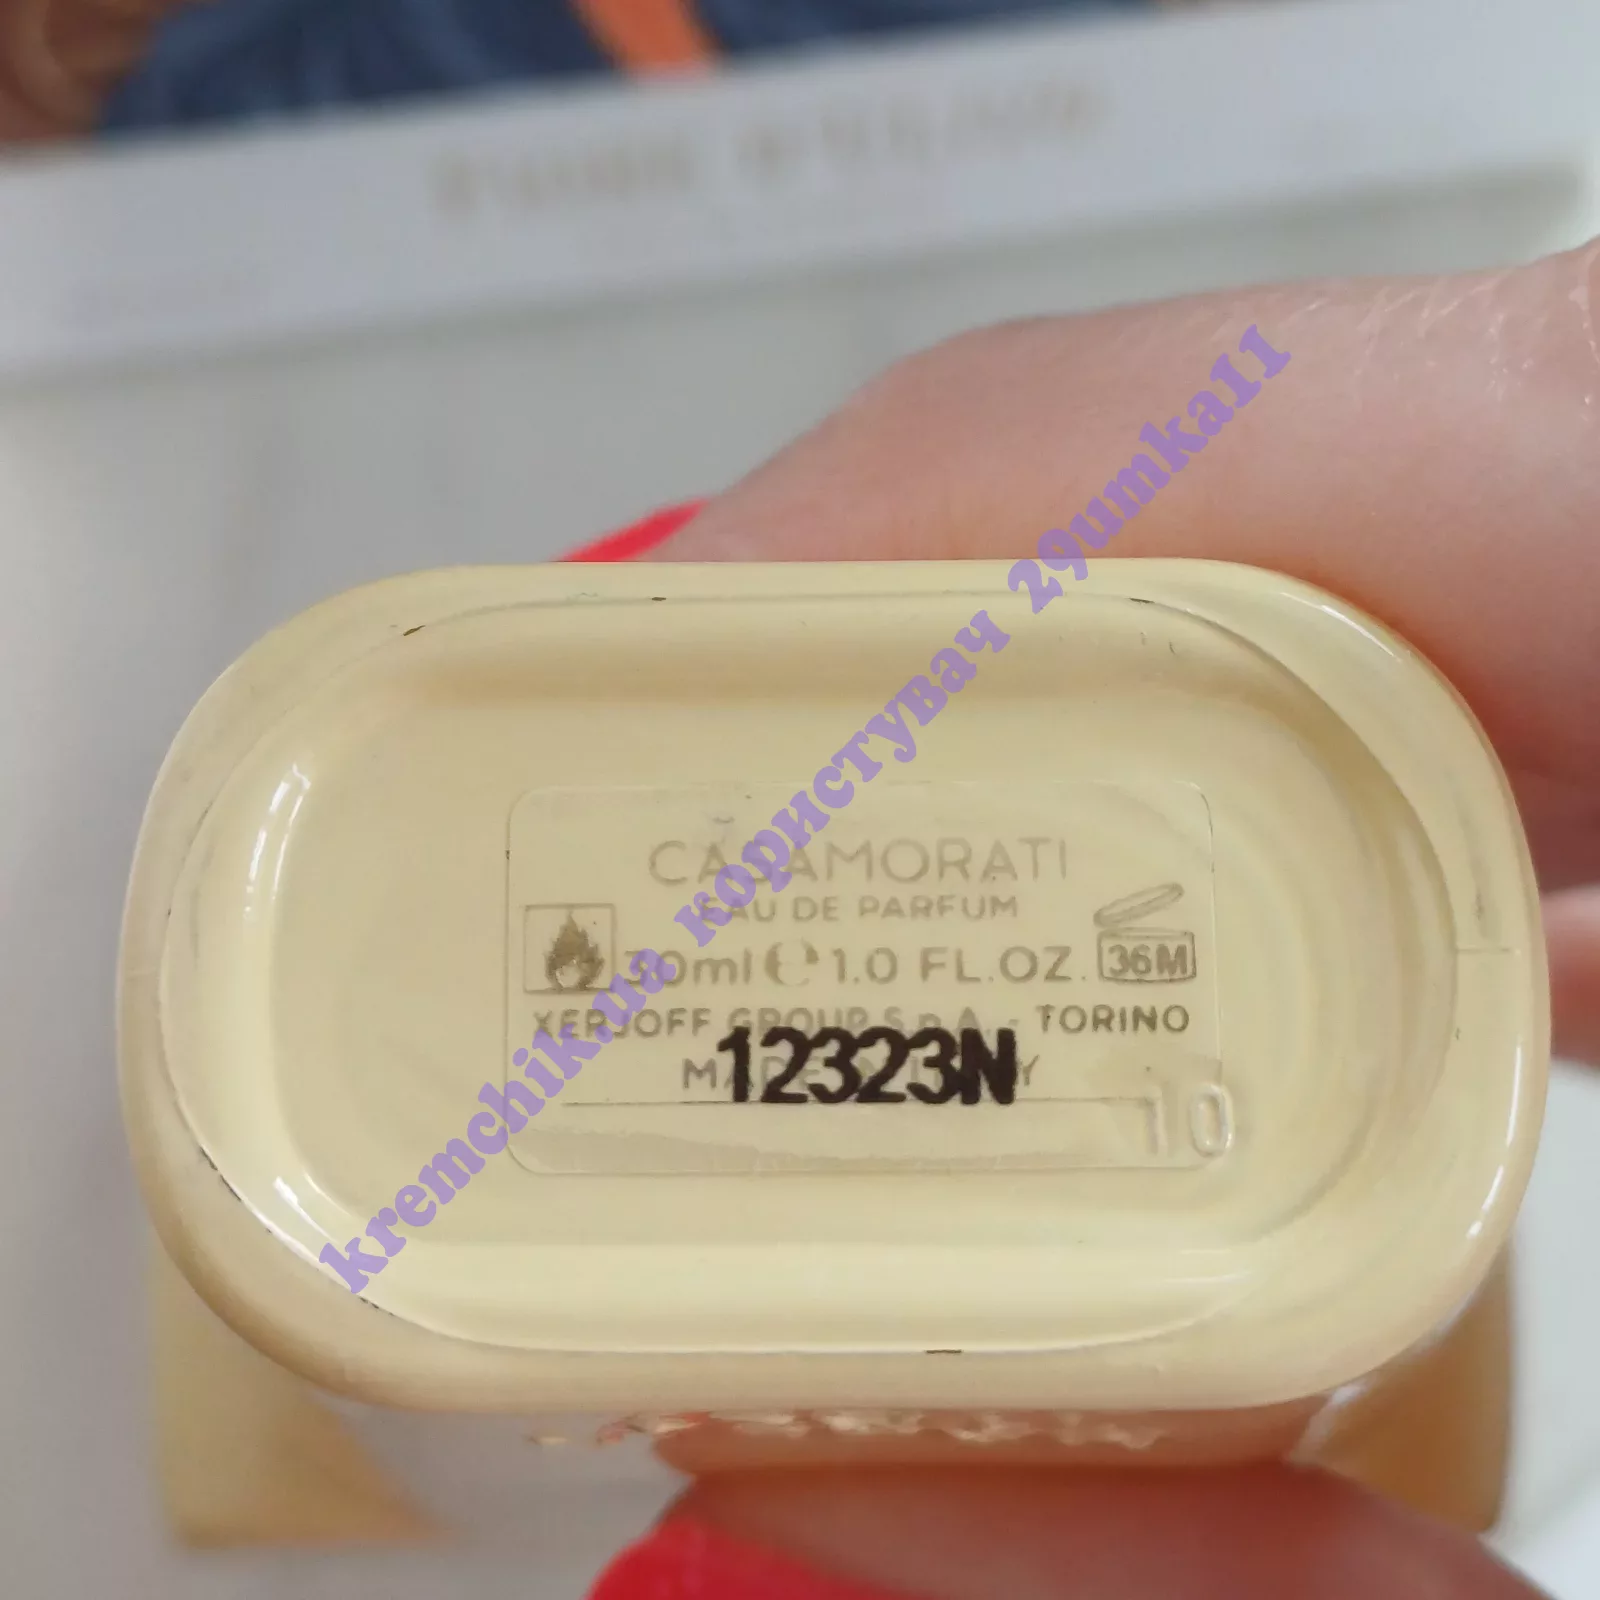 CASAMORATI
EAU DE PARFUM
30ml e 1.0 FL.OZ. 36M
XERJOFF GROUP S.p.A. - TORINO
MADE IN ITALY
12323N
10
kremchik.ua користувач 29umka11